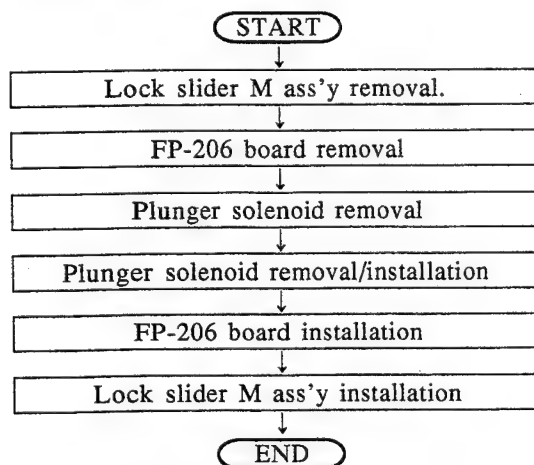 START
Lock slider M ass'y removal.
FP-206 board removal
Plunger solenoid removal
Plunger solenoid removal/installation
FP-206 board installation
Lock slider M ass'y installation
END